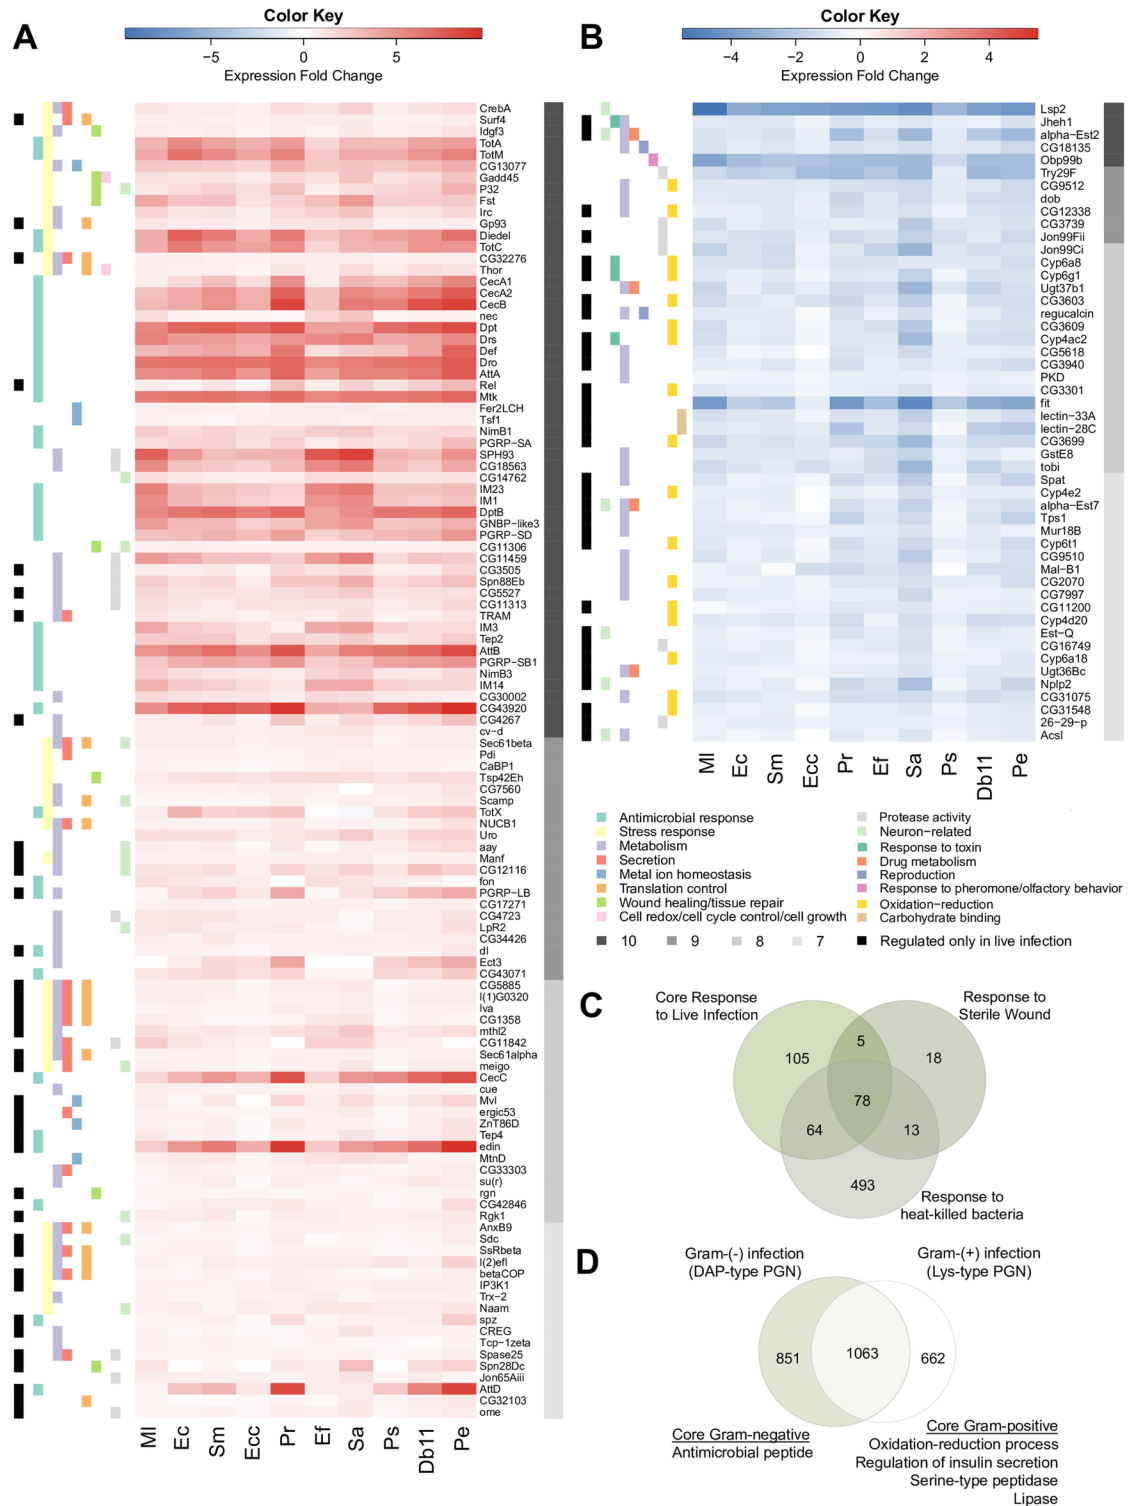 A
Color Key
−5
0
5
Expression Fold Change
CrebA
Surf4
Idgf3
TotA
TotM
CG13077
Gadd45
P32
Fst
Irc
Gp93
Diedel
TotC
CG32276
Thor
CecA1
CecA2
CecB
nec
Dpt
Drs
Def
Dro
AttA
Rel
Mtk
Fer2LCH
Tsf1
NimB1
PGRP−SA
SPH93
CG18563
CG14762
IM23
IM1
DptB
GNBP−like3
PGRP−SD
CG11306
CG11459
CG3505
Spn88Eb
CG5527
CG11313
TRAM
IM3
Tep2
AttB
PGRP−SB1
NimB3
IM14
CG30002
CG43920
CG4267
cv−d
Sec61beta
Pdi
CaBP1
Tsp42Eh
CG7560
Scamp
TotX
NUCB1
Uro
aay
Manf
CG12116
fon
PGRP−LB
CG17271
CG4723
LpR2
CG34426
dl
Ect3
CG43071
CG5885
l(1)G0320
lva
CG1358
mthl2
CG11842
Sec61alpha
meigo
CecC
cue
Mvl
ergic53
ZnT86D
Tep4
edin
MtnD
CG33303
su(r)
rgn
CG42846
Rgk1
AnxB9
Sdc
SsRbeta
l(2)efl
betaCOP
IP3K1
Trx−2
Naam
spz
CREG
Tcp−1zeta
Spase25
Spn28Dc
Jon65Aiii
AttD
CG32103
ome
Ml Ec Sm Ecc Pr Ef Sa Ps Db11 Pe
B
Color Key
−4
−2
0
2
4
Expression Fold Change
Lsp2
Jheh1
alpha−Est2
CG18135
Obp99b
Try29F
CG9512
dob
CG12338
CG3739
Jon99Fii
Jon99Ci
Cyp6a8
Cyp6g1
Ugt37b1
CG3603
regucalcin
CG3609
Cyp4ac2
CG5618
CG3940
PKD
CG3301
fit
lectin−33A
lectin−28C
CG3699
GstE8
tobi
Spat
Cyp4e2
alpha−Est7
Tps1
Mur18B
Cyp6t1
CG9510
Mal−B1
CG2070
CG7997
CG11200
Cyp4d20
Est−Q
CG16749
Cyp6a18
Ugt36Bc
Nplp2
CG31075
CG31548
26−29−p
Acsl
Ml Ec Sm Ecc Pr Ef Sa Ps Db11 Pe
Antimicrobial response
Stress response
Metabolism
Secretion
Metal ion homeostasis
Translation control
Wound healing/tissue repair
Cell redox/cell cycle control/cell growth
Protease activity
Neuron−related
Response to toxin
Drug metabolism
Reproduction
Response to pheromone/olfactory behavior
Oxidation−reduction
Carbohydrate binding
10 9 8 7 Regulated only in live infection
C
Core Response
to Live Infection
Response to
Sterile Wound
105
5
18
78
64
13
493
Response to
heat-killed bacteria
D
Gram-(-) infection
(DAP-type PGN)
Gram-(+) infection
(Lys-type PGN)
851
1063
662
Core Gram-negative
Antimicrobial peptide
Core Gram-positive
Oxidation-reduction process
Regulation of insulin secretion
Serine-type peptidase
Lipase